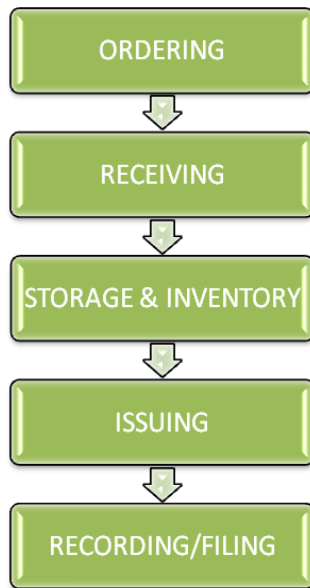 ORDERING
RECEIVING
STORAGE & INVENTORY
ISSUING
RECORDING/FILING